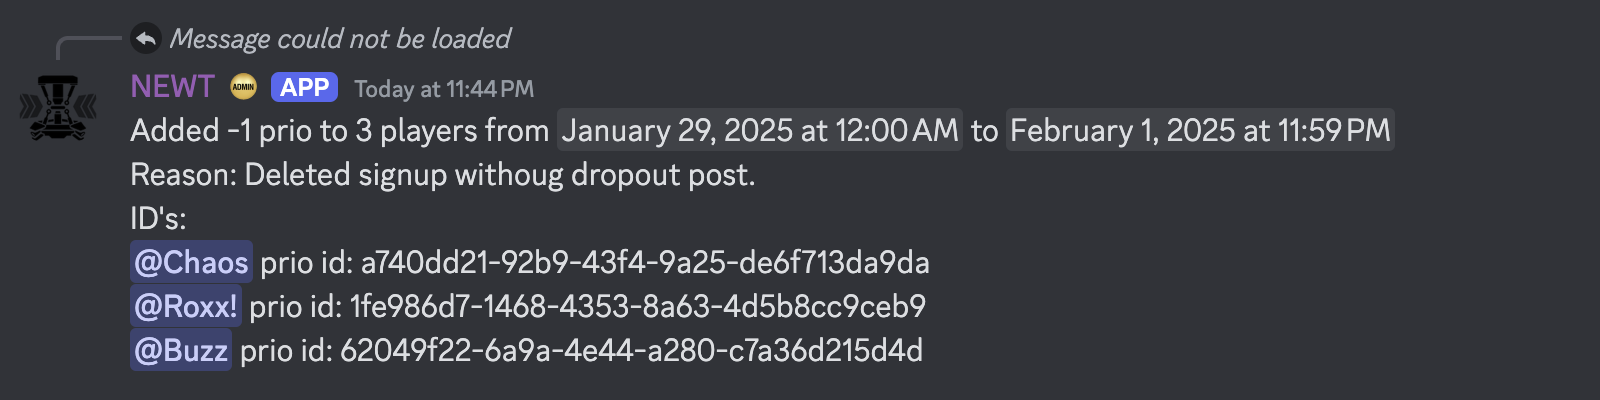 Message could not be loaded
NEWT ADMIN APP Today at 11:44 PM
Added -1 prio to 3 players from January 29, 2025 at 12:00 AM to February 1, 2025 at 11:59 PM
Reason: Deleted signup withoug dropout post.
ID's:
@Chaos prio id: a740dd21-92b9-43f4-9a25-de6f713da9da
@Roxx! prio id: 1fe986d7-1468-4353-8a63-4d5b8cc9ceb9
@Buzz prio id: 62049f22-6a9a-4e44-a280-c7a36d215d4d